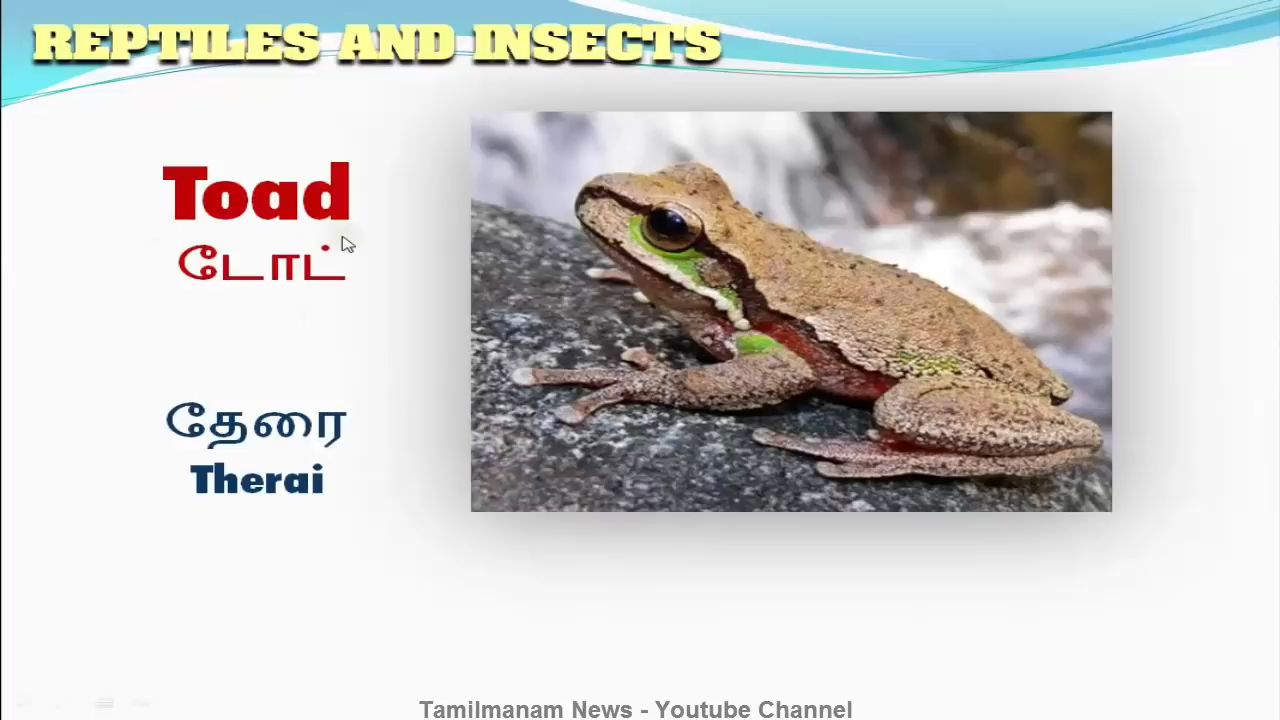 REPTILES AND INSECTS
Toad
டோட்
தேரை
Therai
Tamilmanam News - Youtube Channel